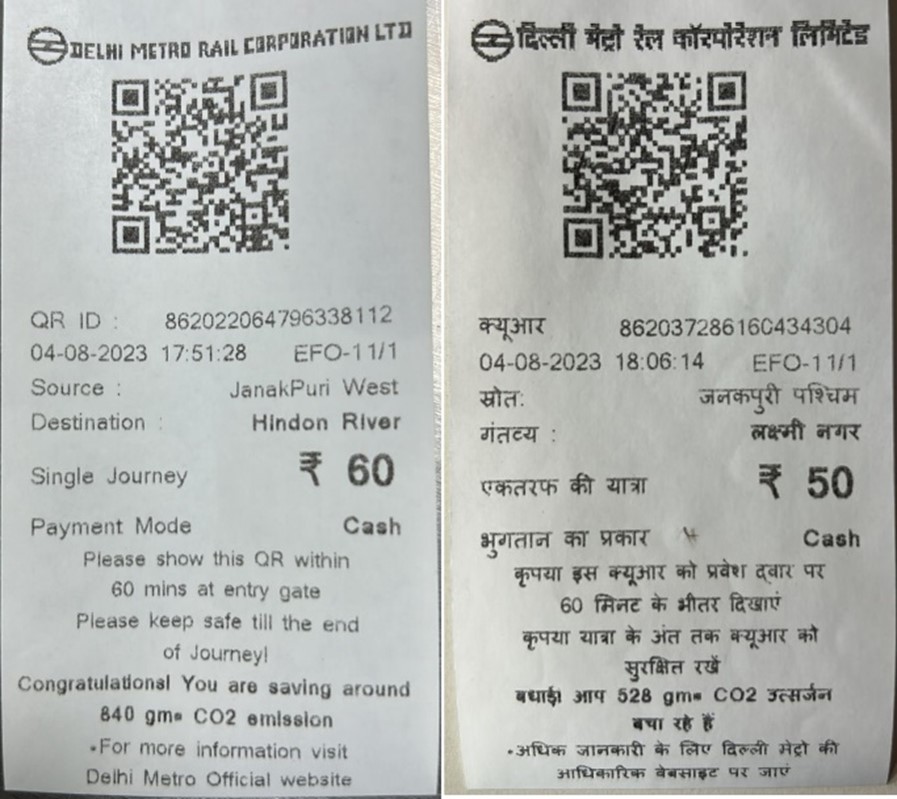 DELHI METRO RAIL CORPORATION LTD
QR ID : 862022064796338112
04-08-2023 17:51:28 EFO-11/1
Source : JanakPuri West
Destination : Hindon River
Single Journey ₹ 60
Payment Mode Cash
Please show this QR within
60 mins at entry gate
Please keep safe till the end
of Journey!
Congratulations! You are saving around
840 gms CO2 emission
•For more information visit
Delhi Metro Official website
दिल्ली मेट्रो रेल कॉरपोरेशन लिमिटेड
क्यूआर 862037286160434304
04-08-2023 18:06:14 EFO-11/1
स्रोत: जनकपुरी पश्चिम
गंतव्य : लक्ष्मी नगर
एकतरफ की यात्रा ₹ 50
भुगतान का प्रकार Cash
कृपया इस क्यूआर को प्रवेश द्वार पर
60 मिनट के भीतर दिखाएं
कृपया यात्रा के अंत तक क्यूआर को
सुरक्षित रखें
बधाई! आप 528 gms CO2 उत्सर्जन
बचा रहे हैं
•अधिक जानकारी के लिए दिल्ली मेट्रो की
आधिकारिक वेबसाइट पर जाएं